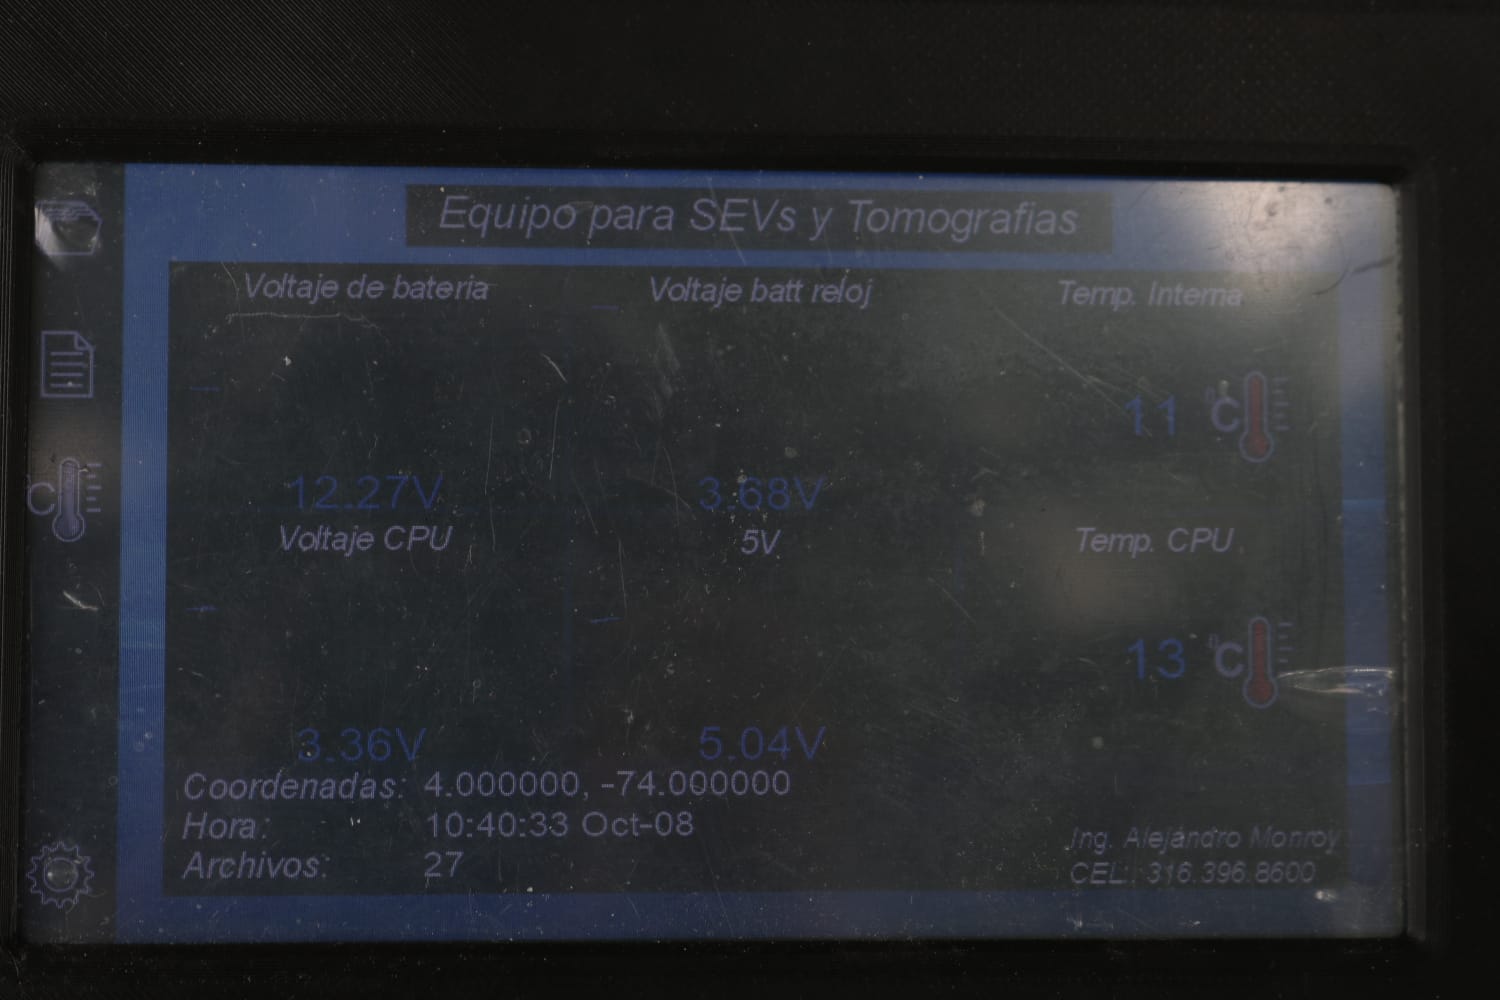 Equipo para SEVs y Tomografias
Voltaje de bateria
Voltaje batt reloj
Temp. Interna
11 °C
12.27V
3.68V
Voltaje CPU
5V
Temp. CPU
C
13 °C
3.36V
5.04V
Coordenadas: 4.000000, -74.000000
Hora: 10:40:33 Oct-08
Archivos: 27
Ing. Alejandro Monroy
CEL: 316.396.8600